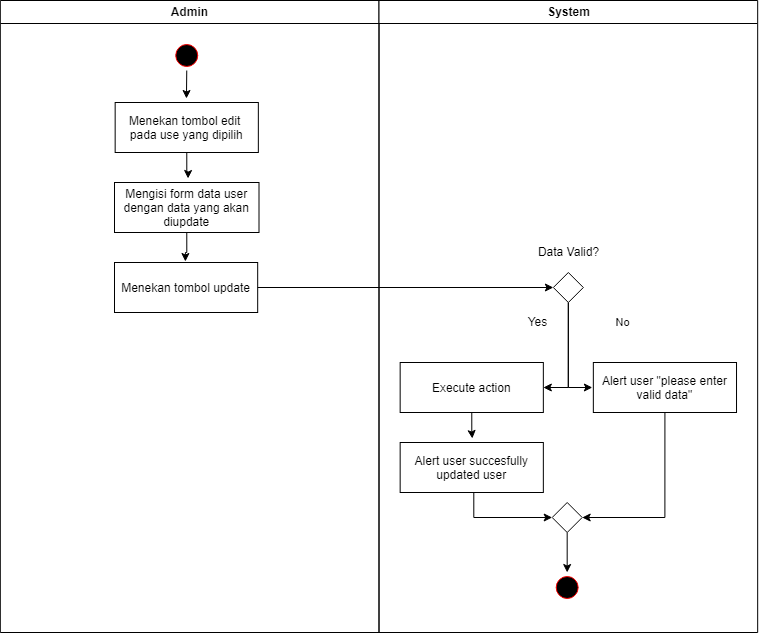 Admin
System
Menekan tombol edit
pada use yang dipilih
Mengisi form data user
dengan data yang akan
diupdate
Menekan tombol update
Data Valid?
Yes
No
Execute action
Alert user "please enter
valid data"
Alert user succesfully
updated user